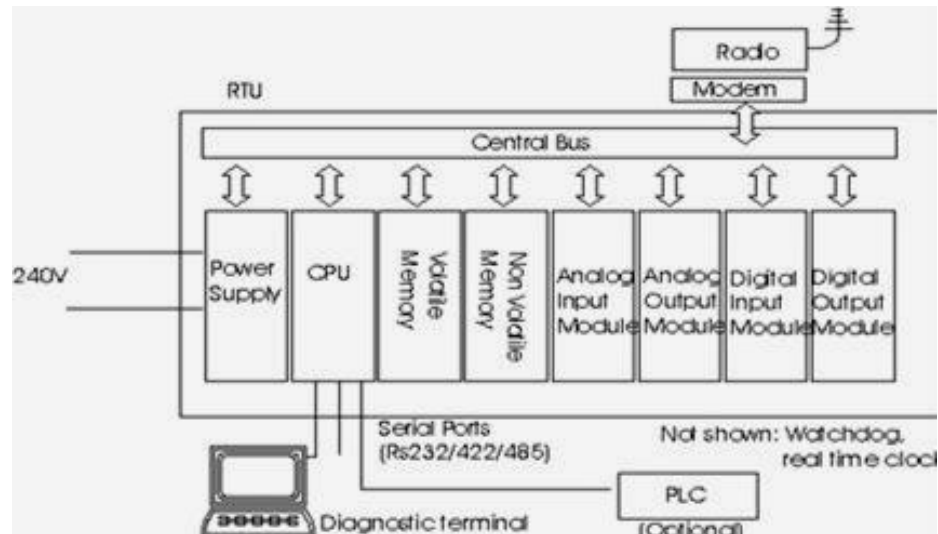 Radio
Modem
RTU
Central Bus
240V
Power
Supply
CPU
Volatile
Memory
Non Volatile
Memory
Analog
Input
Module
Analog
Output
Module
Digital
Input
Module
Digital
Output
Module
Serial Ports
(Rs232/422/485)
Not shown: Watchdog,
real time clock
PLC
(Optional)
Diagnostic terminal